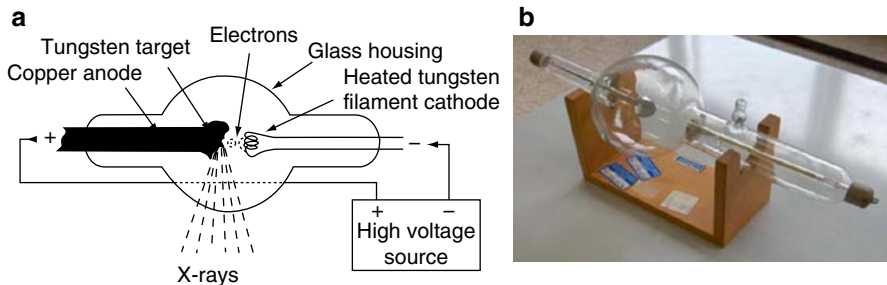 a
Tungsten target
Copper anode
Electrons
Glass housing
Heated tungsten
filament cathode
+
−
+ −
High voltage
source
X-rays
b